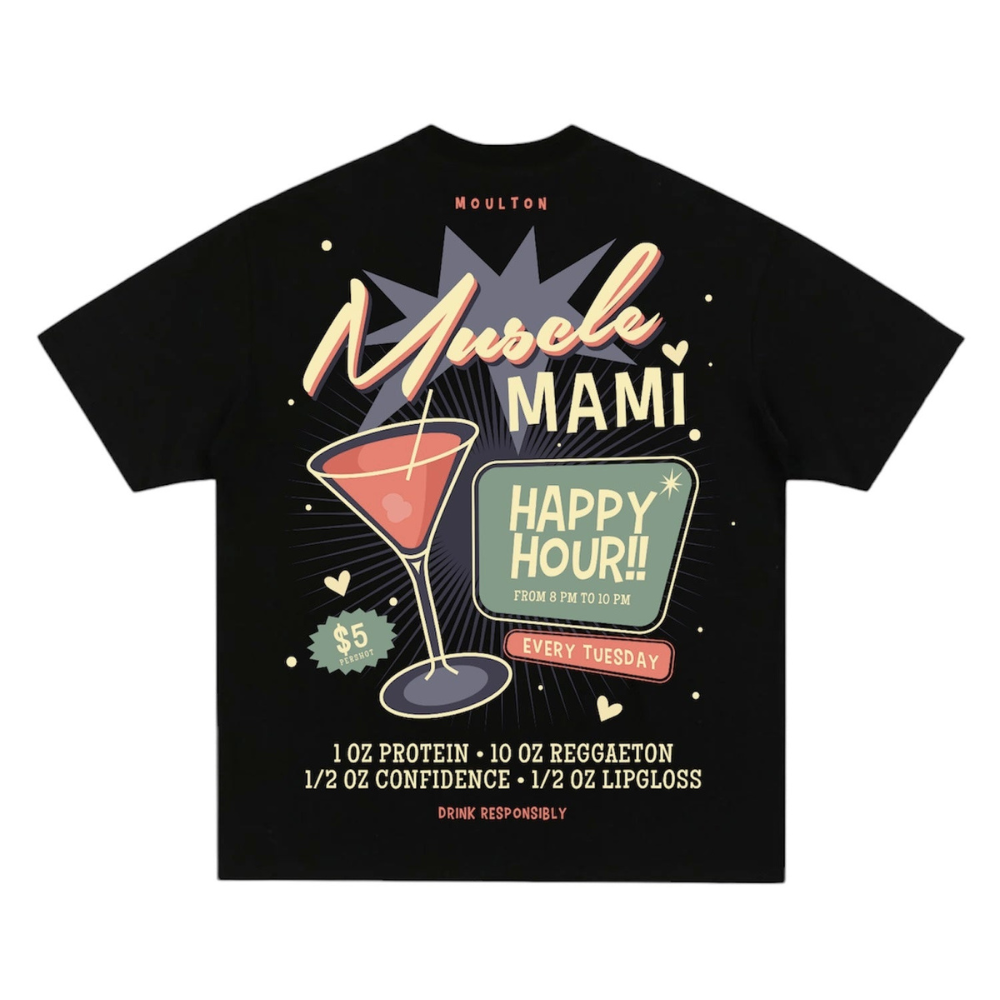 MOULTON
Muscle
MAMi
HAPPY
HOUR!!
FROM 8 PM TO 10 PM
EVERY TUESDAY
$5
PERSHOT
1 OZ PROTEIN • 10 OZ REGGAETON
1/2 OZ CONFIDENCE • 1/2 OZ LIPGLOSS
DRINK RESPONSIBLY